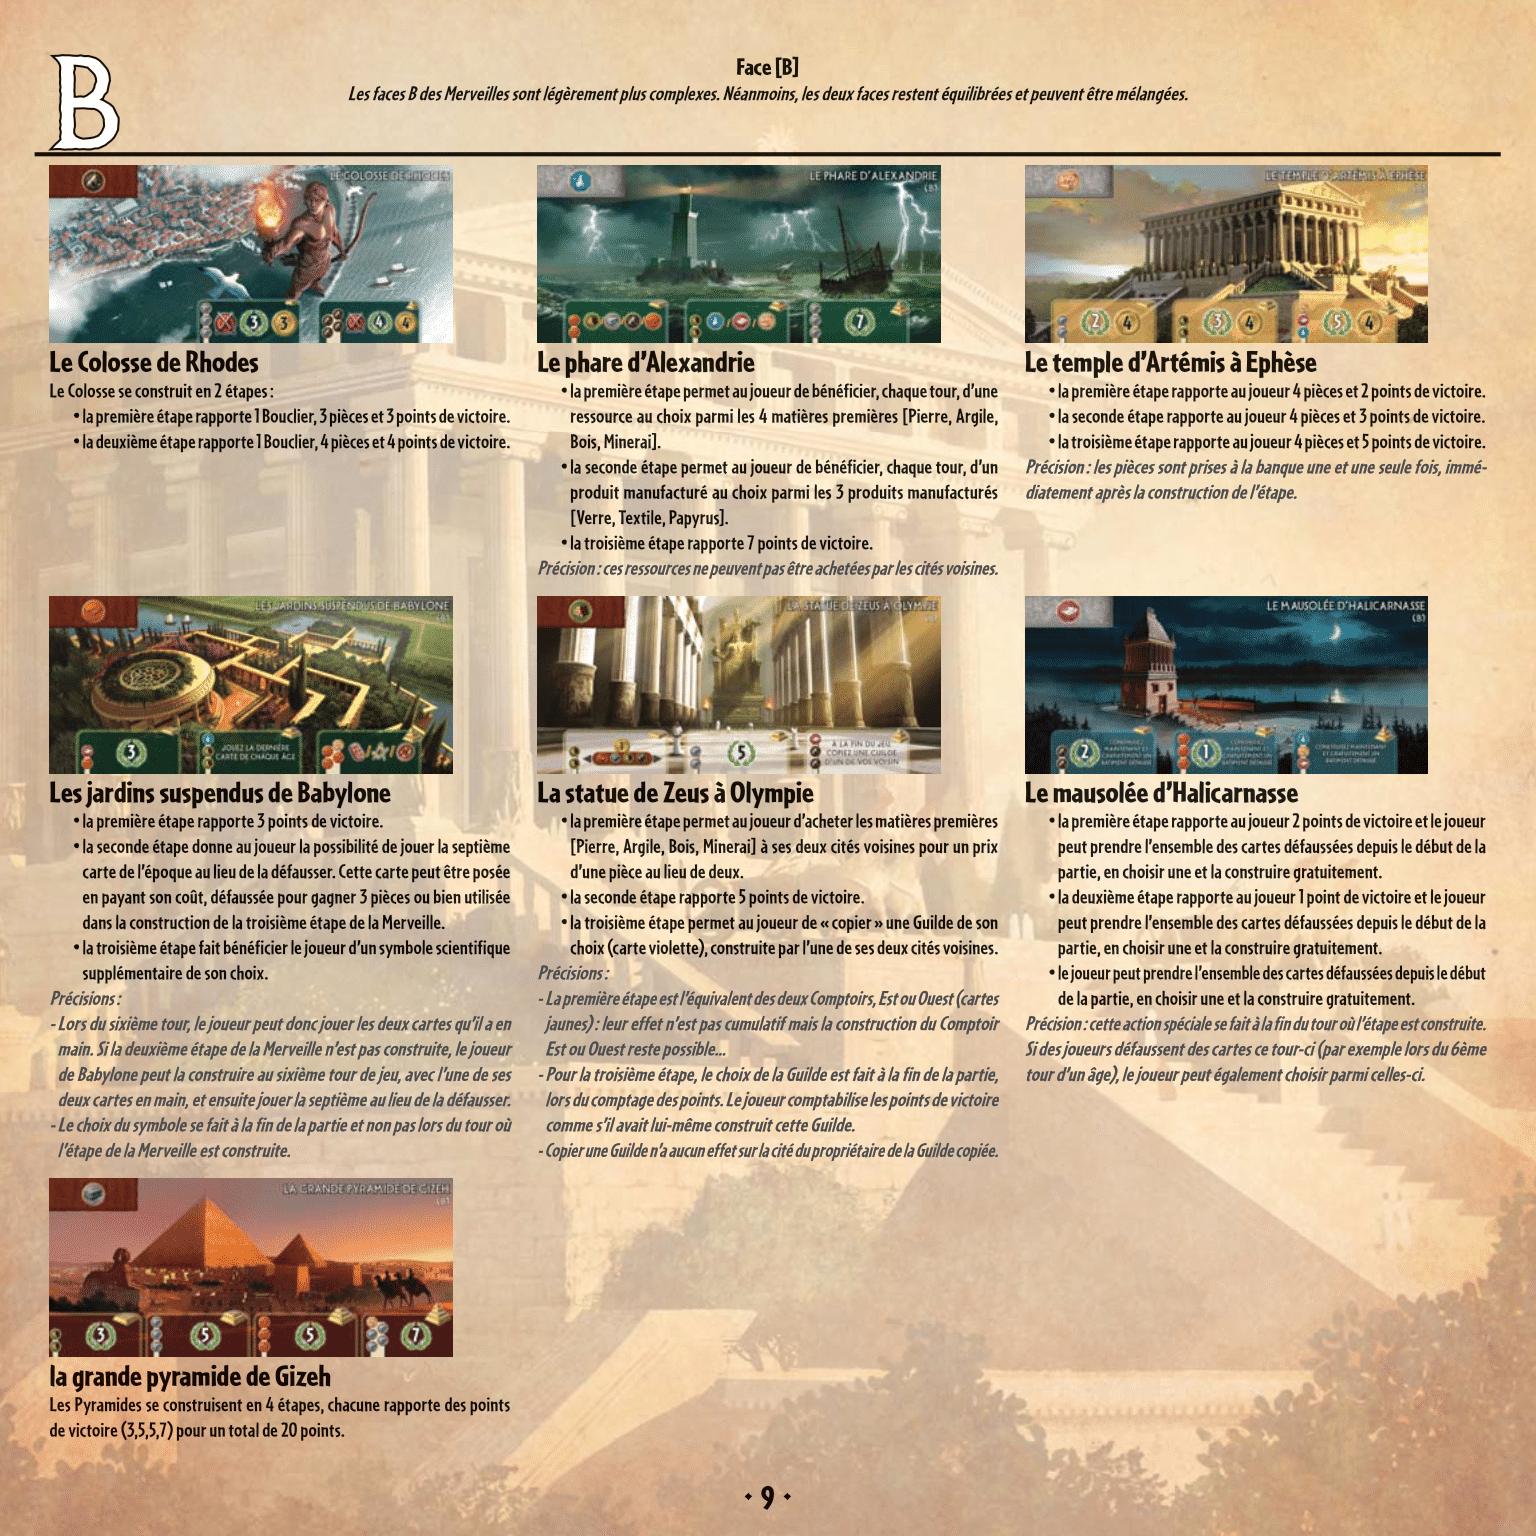 B
Face [B]
Les faces B des Merveilles sont légèrement plus complexes. Néanmoins, les deux faces restent équilibrées et peuvent être mélangées.
LE COLOSSE DE RHODES
3 3 4 4
Le Colosse de Rhodes
Le Colosse se construit en 2 étapes :
• la première étape rapporte 1 Bouclier, 3 pièces et 3 points de victoire.
• la deuxième étape rapporte 1 Bouclier, 4 pièces et 4 points de victoire.
LE PHARE D'ALEXANDRIE
(B)
7
Le phare d'Alexandrie
• la première étape permet au joueur de bénéficier, chaque tour, d'une
ressource au choix parmi les 4 matières premières [Pierre, Argile,
Bois, Minerai].
• la seconde étape permet au joueur de bénéficier, chaque tour, d'un
produit manufacturé au choix parmi les 3 produits manufacturés
[Verre, Textile, Papyrus].
• la troisième étape rapporte 7 points de victoire.
Précision : ces ressources ne peuvent pas être achetées par les cités voisines.
LE TEMPLE D'ARTÉMIS À EPHÈSE
2 4 3 4 5 4
Le temple d'Artémis à Ephèse
• la première étape rapporte au joueur 4 pièces et 2 points de victoire.
• la seconde étape rapporte au joueur 4 pièces et 3 points de victoire.
• la troisième étape rapporte au joueur 4 pièces et 5 points de victoire.
Précision : les pièces sont prises à la banque une et une seule fois, immé-
diatement après la construction de l'étape.
LES JARDINS SUSPENDUS DE BABYLONE
(B)
3
JOUEZ LA DERNIÈRE
CARTE DE CHAQUE ÂGE
Les jardins suspendus de Babylone
• la première étape rapporte 3 points de victoire.
• la seconde étape donne au joueur la possibilité de jouer la septième
carte de l'époque au lieu de la défausser. Cette carte peut être posée
en payant son coût, défaussée pour gagner 3 pièces ou bien utilisée
dans la construction de la troisième étape de la Merveille.
• la troisième étape fait bénéficier le joueur d'un symbole scientifique
supplémentaire de son choix.
Précisions :
- Lors du sixième tour, le joueur peut donc jouer les deux cartes qu'il a en
main. Si la deuxième étape de la Merveille n'est pas construite, le joueur
de Babylone peut la construire au sixième tour de jeu, avec l'une de ses
deux cartes en main, et ensuite jouer la septième au lieu de la défausser.
- Le choix du symbole se fait à la fin de la partie et non pas lors du tour où
l'étape de la Merveille est construite.
LA STATUE DE ZEUS À OLYMPIE
5
À LA FIN DU JEU,
COPIEZ UNE GUILDE
D'UN DE VOS VOISIN
La statue de Zeus à Olympie
• la première étape permet au joueur d'acheter les matières premières
[Pierre, Argile, Bois, Minerai] à ses deux cités voisines pour un prix
d'une pièce au lieu de deux.
• la seconde étape rapporte 5 points de victoire.
• la troisième étape permet au joueur de « copier » une Guilde de son
choix (carte violette), construite par l'une de ses deux cités voisines.
Précisions :
- La première étape est l'équivalent des deux Comptoirs, Est ou Ouest (cartes
jaunes) : leur effet n'est pas cumulatif mais la construction du Comptoir
Est ou Ouest reste possible...
- Pour la troisième étape, le choix de la Guilde est fait à la fin de la partie,
lors du comptage des points. Le joueur comptabilise les points de victoire
comme s'il avait lui-même construit cette Guilde.
- Copier une Guilde n'a aucun effet sur la cité du propriétaire de la Guilde copiée.
LE MAUSOLÉE D'HALICARNASSE
(B)
2 1
CONSTRUISEZ MAINTENANT
ET GRATUITEMENT UN
BÂTIMENT DÉFAUSSÉ
Le mausolée d'Halicarnasse
• la première étape rapporte au joueur 2 points de victoire et le joueur
peut prendre l'ensemble des cartes défaussées depuis le début de la
partie, en choisir une et la construire gratuitement.
• la deuxième étape rapporte au joueur 1 point de victoire et le joueur
peut prendre l'ensemble des cartes défaussées depuis le début de la
partie, en choisir une et la construire gratuitement.
• le joueur peut prendre l'ensemble des cartes défaussées depuis le début
de la partie, en choisir une et la construire gratuitement.
Précision : cette action spéciale se fait à la fin du tour où l'étape est construite.
Si des joueurs défaussent des cartes ce tour-ci (par exemple lors du 6ème
tour d'un âge), le joueur peut également choisir parmi celles-ci.
LA GRANDE PYRAMIDE DE GIZEH
(B)
3 5 5 7
la grande pyramide de Gizeh
Les Pyramides se construisent en 4 étapes, chacune rapporte des points
de victoire (3,5,5,7) pour un total de 20 points.
• 9 •